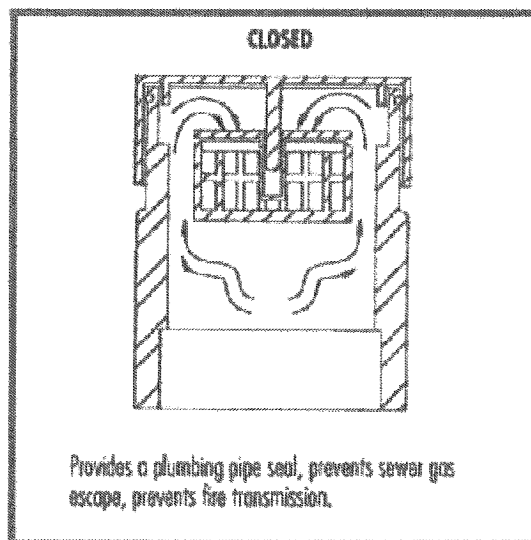 CLOSED
Provides a plumbing pipe seal, prevents sewer gas
escape, prevents fire transmission.